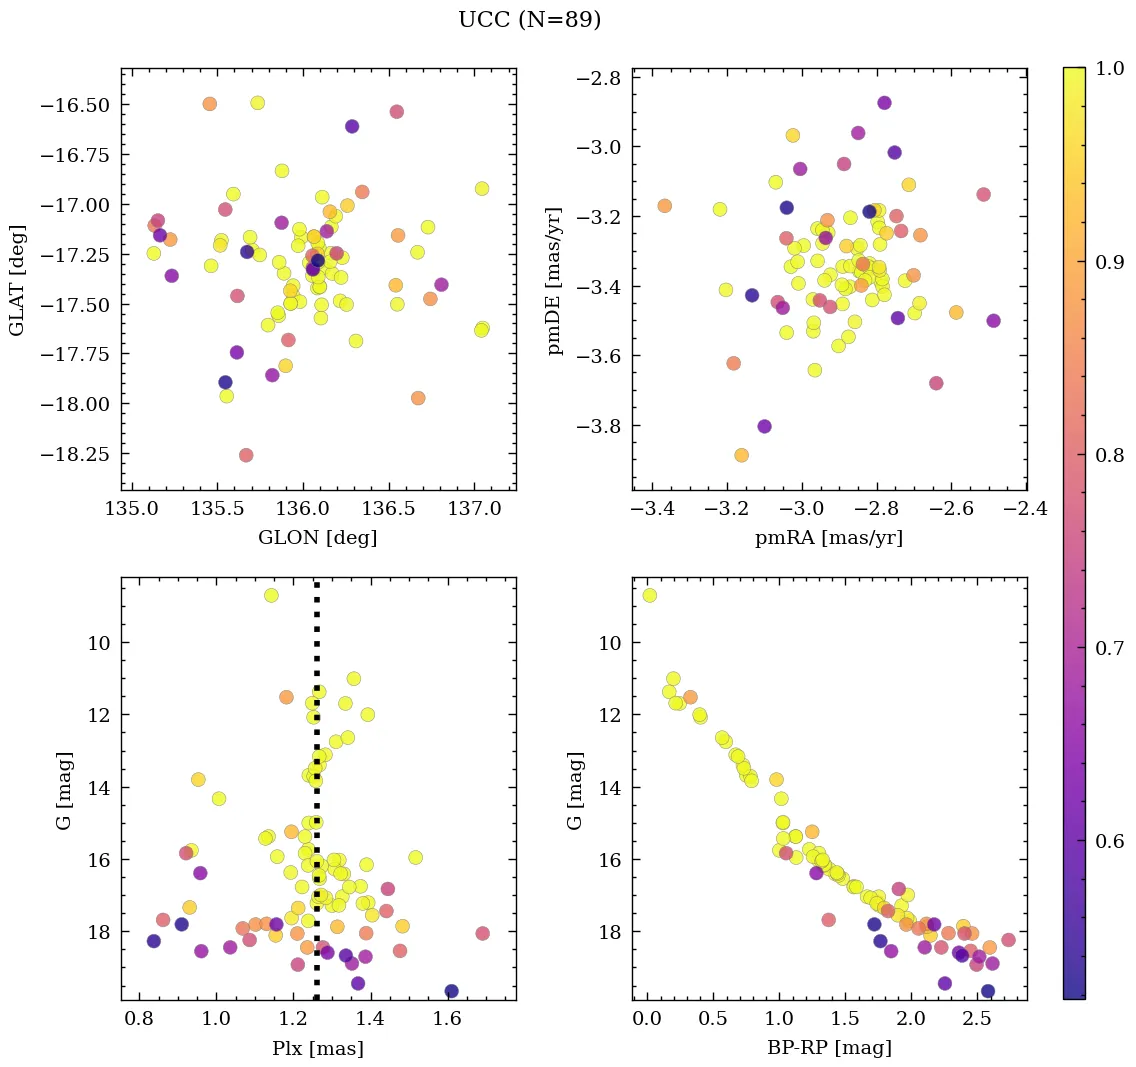 UCC (N=89)
−16.50
−16.75
−17.00
−17.25
−17.50
−17.75
−18.00
−18.25
GLAT [deg]
135.0 135.5 136.0 136.5 137.0
GLON [deg]
−2.8
−3.0
−3.2
−3.4
−3.6
−3.8
pmDE [mas/yr]
−3.4 −3.2 −3.0 −2.8 −2.6 −2.4
pmRA [mas/yr]
1.0
0.9
0.8
0.7
0.6
10
12
14
16
18
G [mag]
0.8 1.0 1.2 1.4 1.6
Plx [mas]
10
12
14
16
18
G [mag]
0.0 0.5 1.0 1.5 2.0 2.5
BP-RP [mag]